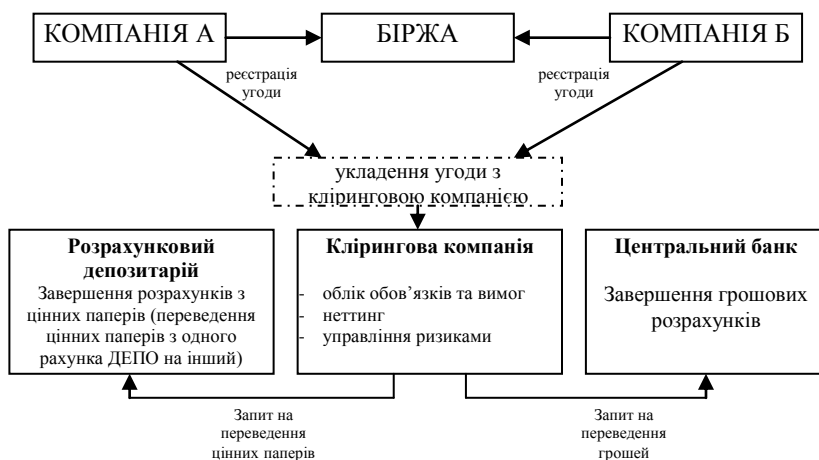 КОМПАНІЯ А
БІРЖА
КОМПАНІЯ Б
реєстрація
угоди
реєстрація
угоди
укладення угоди з
кліринговою компанією
Розрахунковий
депозитарій
Завершення розрахунків з
цінних паперів (переведення
цінних паперів з одного
рахунка ДЕПО на інший)
Клірингова компанія
- облік обов’язків та вимог
- неттинг
- управління ризиками
Центральний банк
Завершення грошових
розрахунків
Запит на
переведення
цінних паперів
Запит на
переведення
грошей